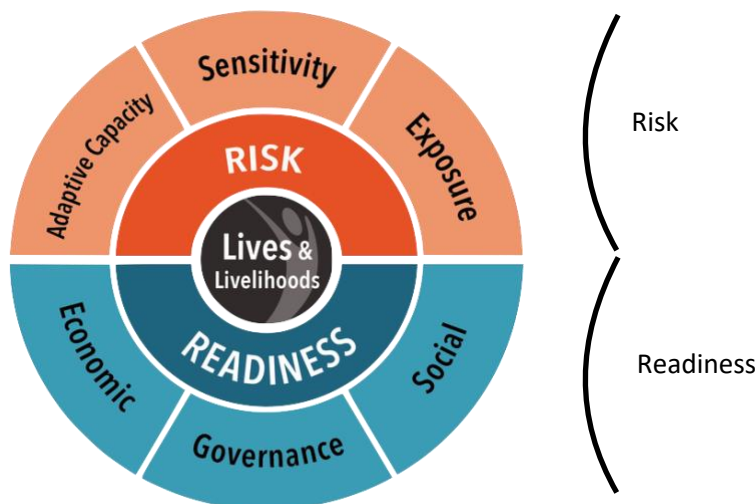 Sensitivity
Adaptive Capacity
Exposure
RISK
Lives &
Livelihoods
READINESS
Economic
Governance
Social
Risk
Readiness